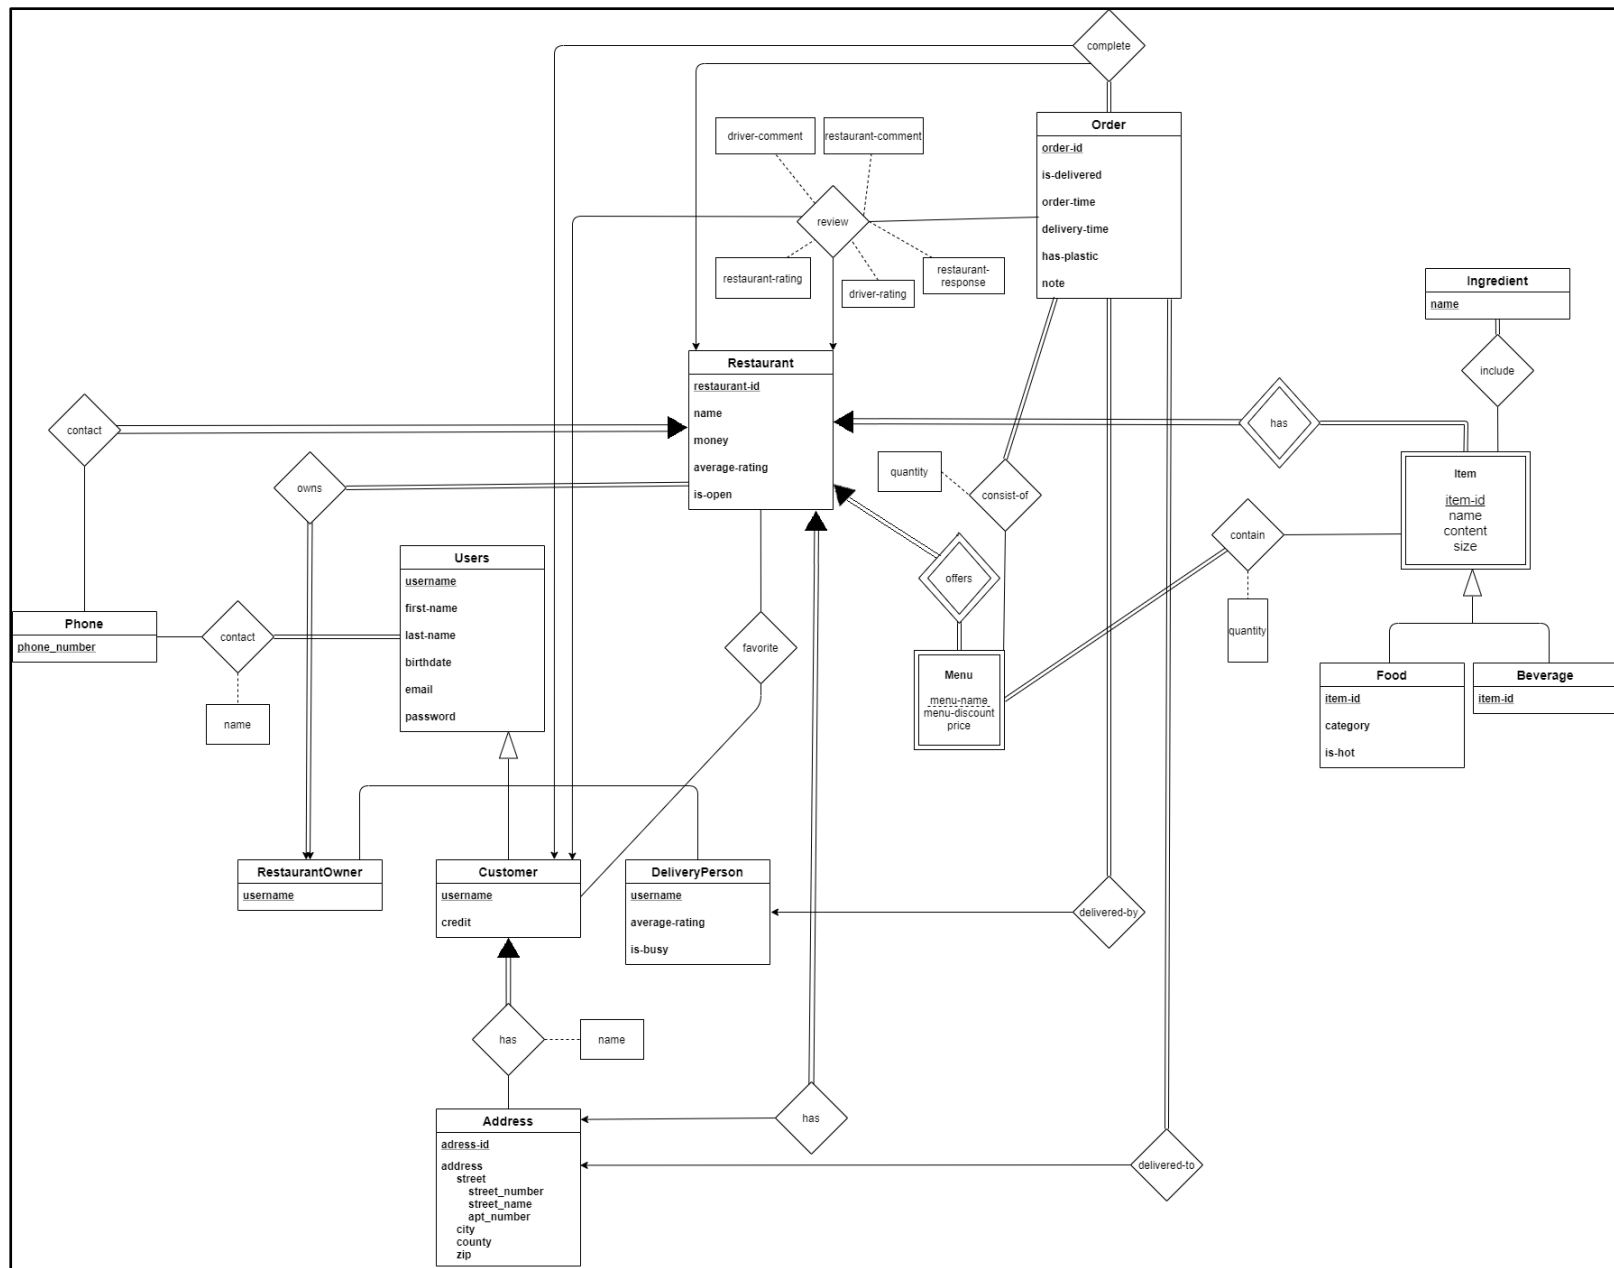 complete
Order
order-id
is-delivered
order-time
delivery-time
has-plastic
note
driver-comment
restaurant-comment
review
restaurant-rating
driver-rating
restaurant-
response
Ingredient
name
include
Restaurant
restaurant-id
name
money
average-rating
is-open
contact
has
owns
quantity
consist-of
Item
item-id
name
content
size
contain
quantity
offers
Users
username
first-name
last-name
birthdate
email
password
Phone
phone_number
contact
name
favorite
Menu
menu-name
menu-discount
price
Food
item-id
category
is-hot
Beverage
item-id
RestaurantOwner
username
Customer
username
credit
DeliveryPerson
username
average-rating
is-busy
delivered-by
has
name
has
delivered-to
Address
adress-id
address
street
street_number
street_name
apt_number
city
county
zip